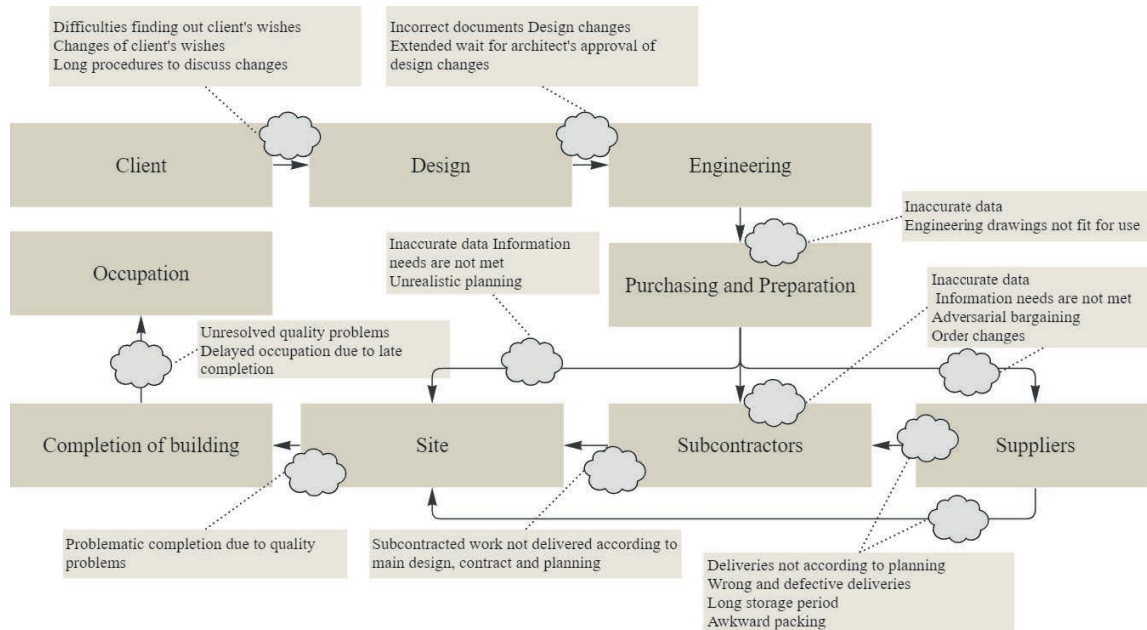 Difficulties finding out client's wishes
Changes of client's wishes
Long procedures to discuss changes
Incorrect documents Design changes
Extended wait for architect's approval of
design changes
Client
Design
Engineering
Inaccurate data
Engineering drawings not fit for use
Occupation
Inaccurate data Information
needs are not met
Unrealistic planning
Purchasing and Preparation
Inaccurate data
Information needs are not met
Adversarial bargaining
Order changes
Unresolved quality problems
Delayed occupation due to late
completion
Completion of building
Site
Subcontractors
Suppliers
Problematic completion due to quality
problems
Subcontracted work not delivered according to
main design, contract and planning
Deliveries not according to planning
Wrong and defective deliveries
Long storage period
Awkward packing